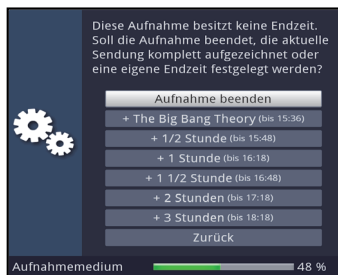 Diese Aufnahme besitzt keine Endzeit.
Soll die Aufnahme beendet, die aktuelle
Sendung komplett aufgezeichnet oder
eine eigene Endzeit festgelegt werden?
Aufnahme beenden
+ The Big Bang Theory (bis 15:36)
+ 1/2 Stunde (bis 15:48)
+ 1 Stunde (bis 16:18)
+ 1 1/2 Stunde (bis 16:48)
+ 2 Stunden (bis 17:18)
+ 3 Stunden (bis 18:18)
Zurück
Aufnahmemedium 48 %